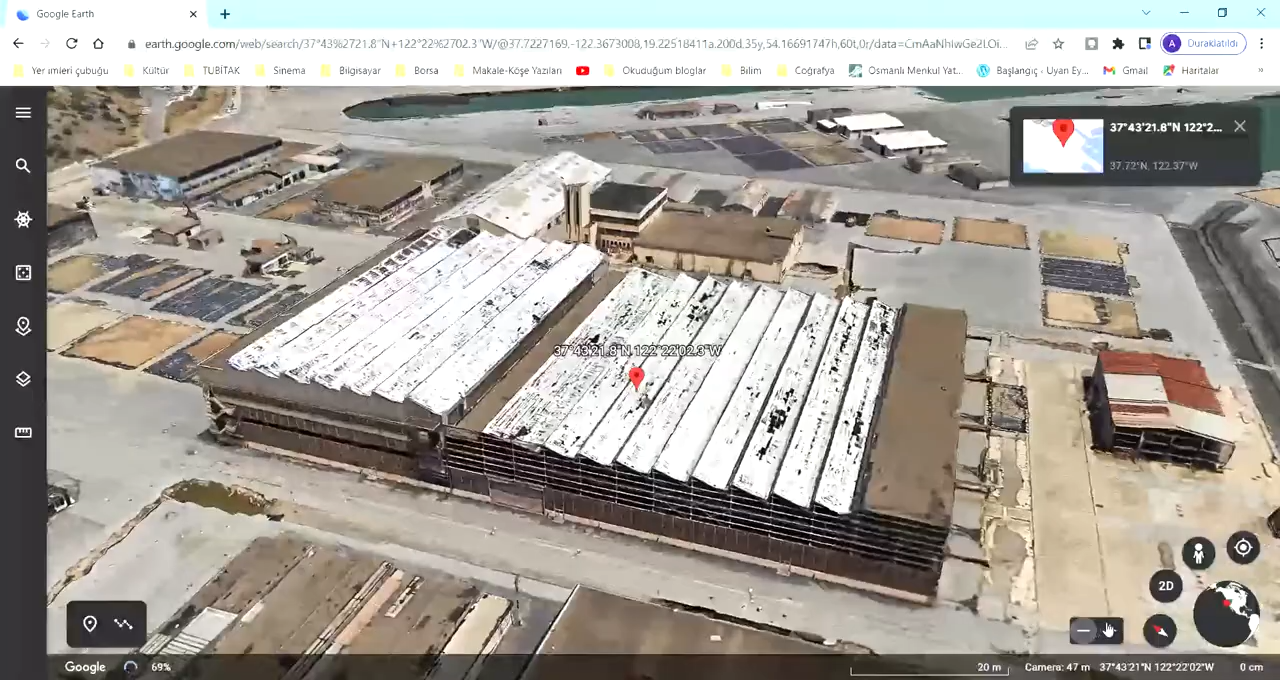 Google Earth
earth.google.com/web/search/37°43%2721.8"N+122°22%2702.3"W/@37.7227169,-122.3673008,19.22518411a,200d,35y,54.16691747h,60t,0r/data=CmAaNhIwGe2lLOi...
A Duraklatıldı
Yer imleri çubuğu Kültür TUBİTAK Sinema Bilgisayar Borsa Makale-Köşe Yazıları Okuduğum bloglar Bilim Coğrafya Osmanlı Menkul Yat... Başlangıç ‹ Uyan Ey... Gmail Haritalar »
37°43'21.8"N 122°2...
37.72°N, 122.37°W
37°43'21.8"N 122°22'02.3"W
2D
Google 69% 20 m Camera: 47 m 37°43'21"N 122°22'02"W 0 cm